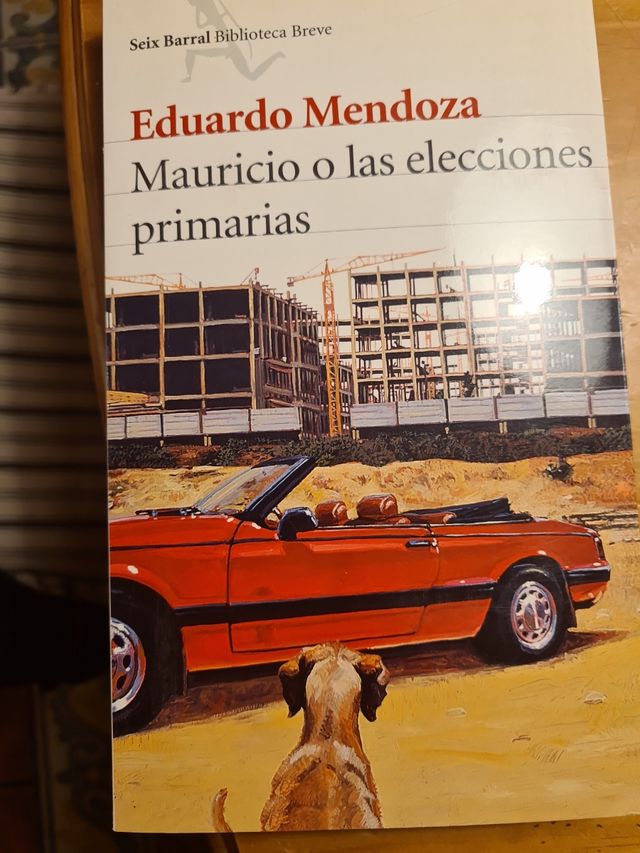 Seix Barral Biblioteca Breve
Eduardo Mendoza
Mauricio o las elecciones
primarias